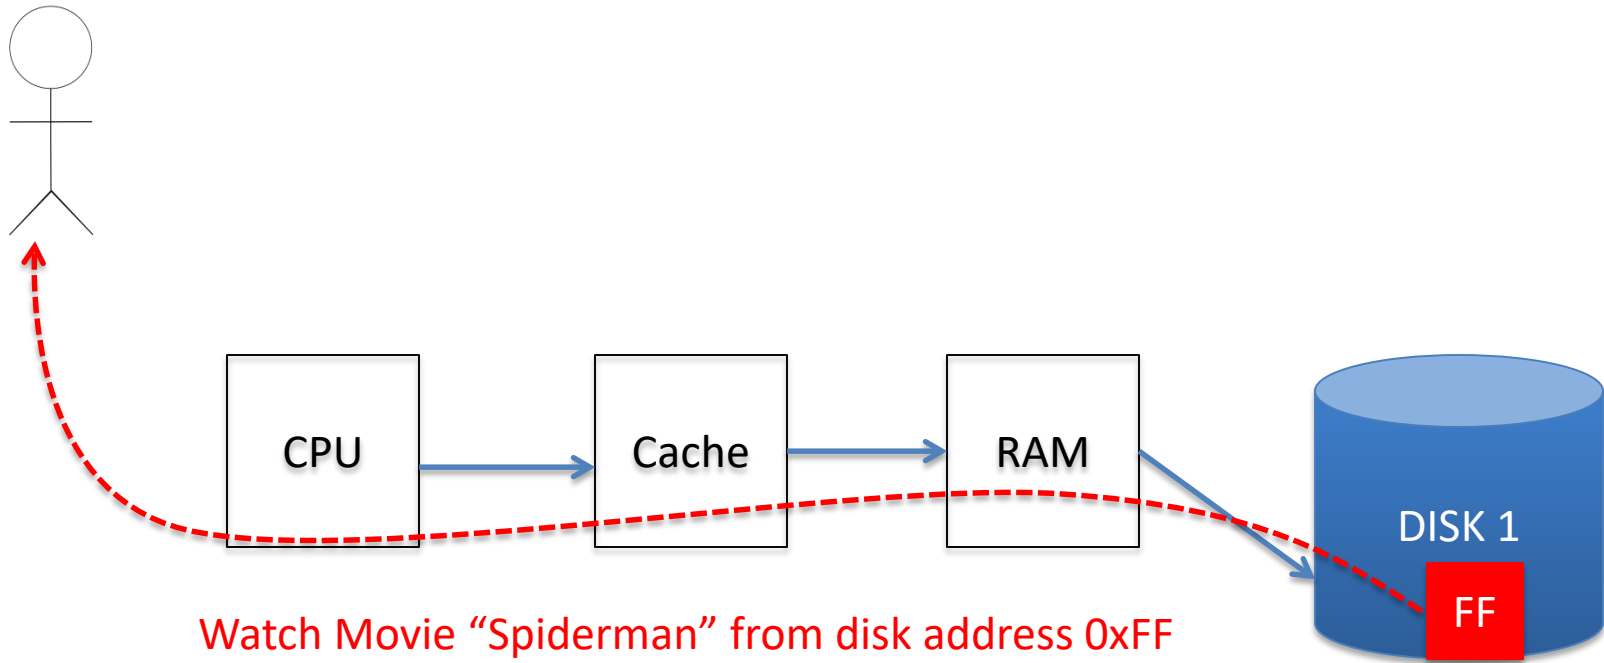 CPU
Cache
RAM
DISK 1
FF
Watch Movie “Spiderman” from disk address 0xFF